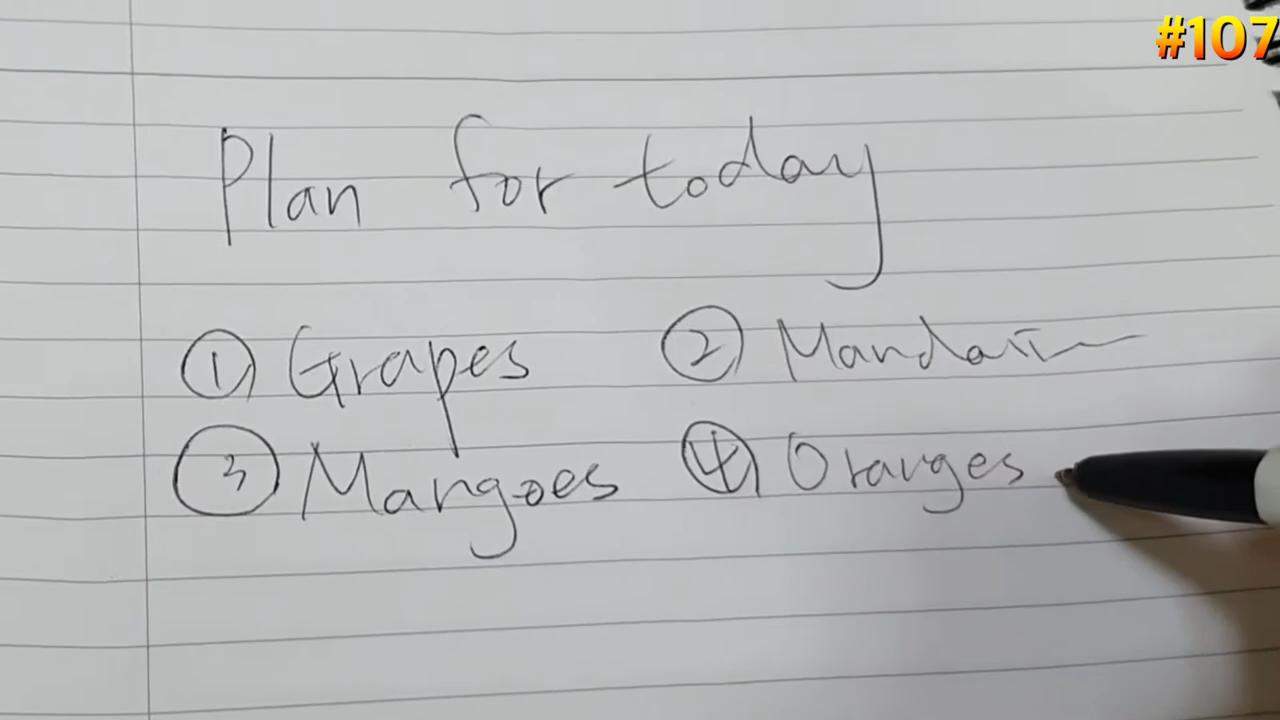 #107
Plan for today
① Grapes ② Mandarin
③ Mangoes ④ Oranges